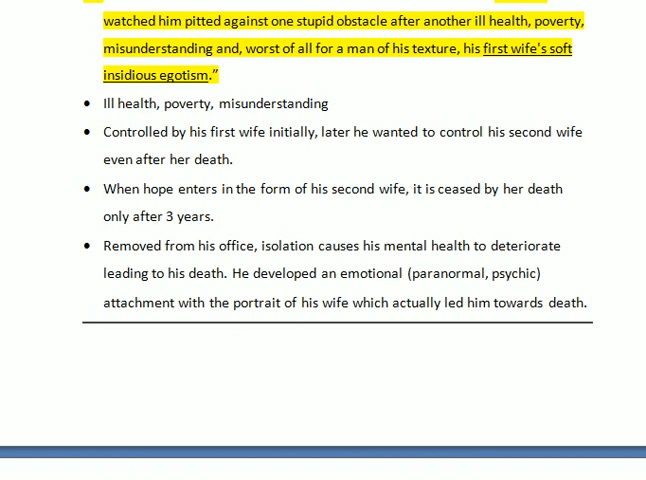 watched him pitted against one stupid obstacle after another ill health, poverty,
misunderstanding and, worst of all for a man of his texture, his first wife's soft
insidious egotism.”
• Ill health, poverty, misunderstanding
• Controlled by his first wife initially, later he wanted to control his second wife
even after her death.
• When hope enters in the form of his second wife, it is ceased by her death
only after 3 years.
• Removed from his office, isolation causes his mental health to deteriorate
leading to his death. He developed an emotional (paranormal, psychic)
attachment with the portrait of his wife which actually led him towards death.